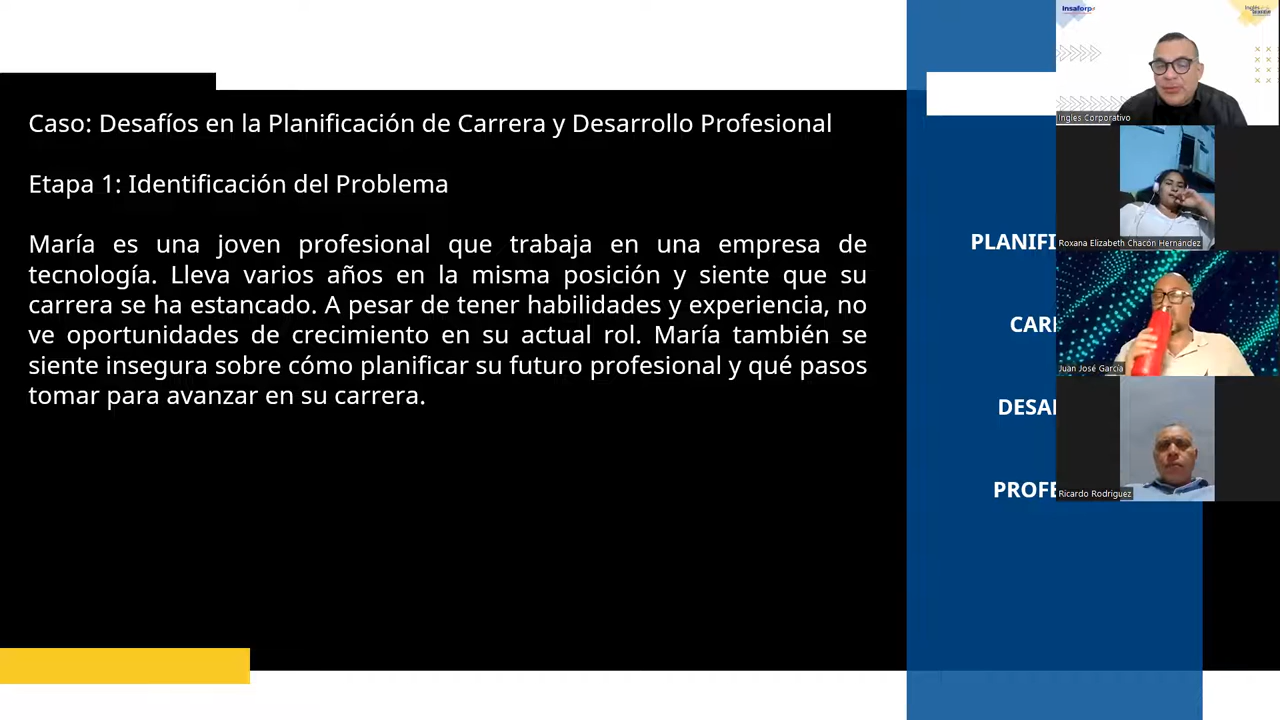 Caso: Desafíos en la Planificación de Carrera y Desarrollo Profesional
Etapa 1: Identificación del Problema
María es una joven profesional que trabaja en una empresa de
tecnología. Lleva varios años en la misma posición y siente que su
carrera se ha estancado. A pesar de tener habilidades y experiencia, no
ve oportunidades de crecimiento en su actual rol. María también se
siente insegura sobre cómo planificar su futuro profesional y qué pasos
tomar para avanzar en su carrera.
PLANIFI
CAR
DESA
PROFE
Insaforp
Ingles Corporativo
Roxana Elizabeth Chacón Hernández
Juan José García
Ricardo Rodríguez